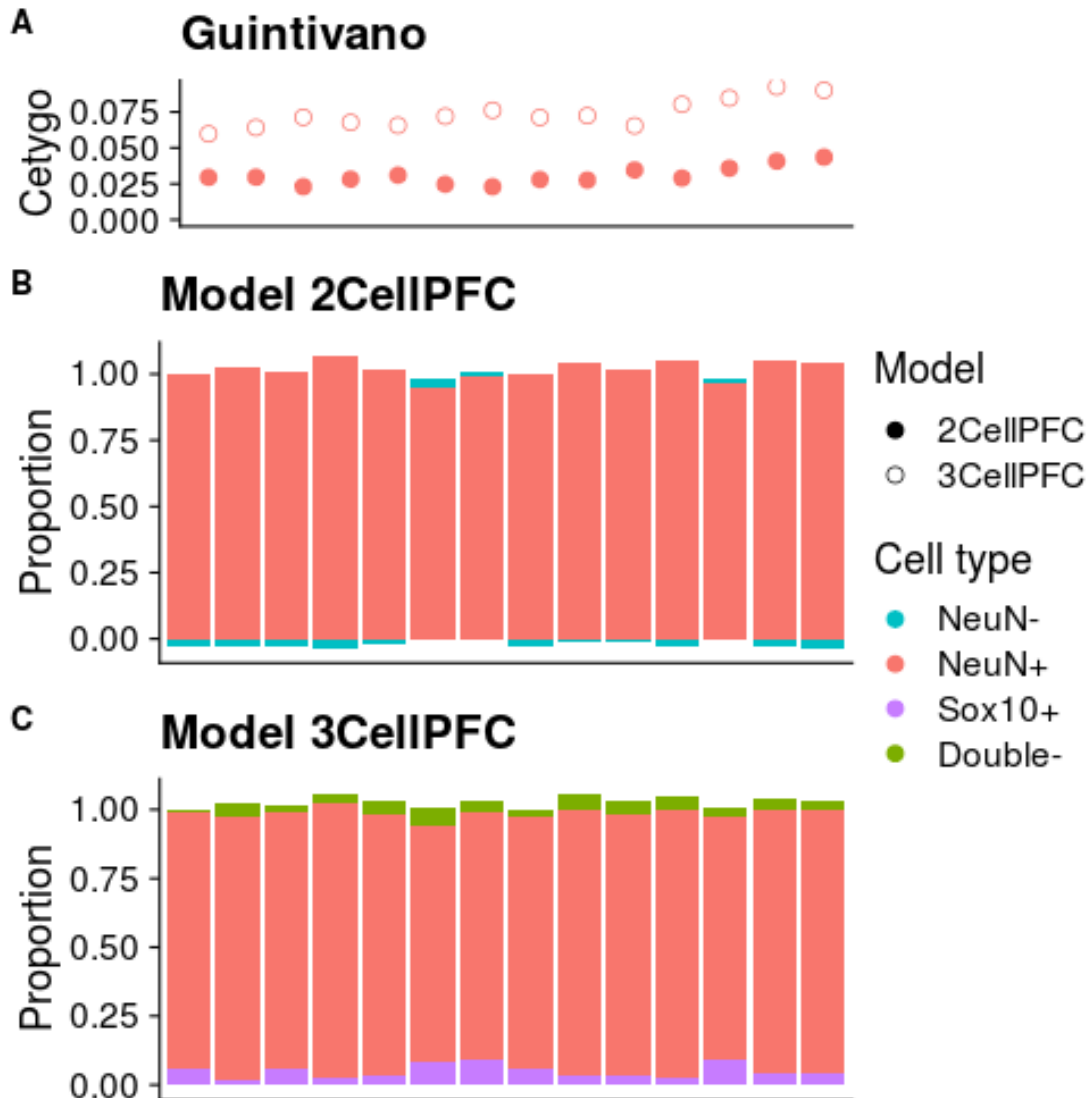 A
Guintivano
Cetygo
0.075
0.050
0.025
0.000
B
Model 2CellPFC
Proportion
1.00
0.75
0.50
0.25
0.00
Model
2CellPFC
3CellPFC
Cell type
NeuN-
NeuN+
Sox10+
Double-
C
Model 3CellPFC
Proportion
1.00
0.75
0.50
0.25
0.00